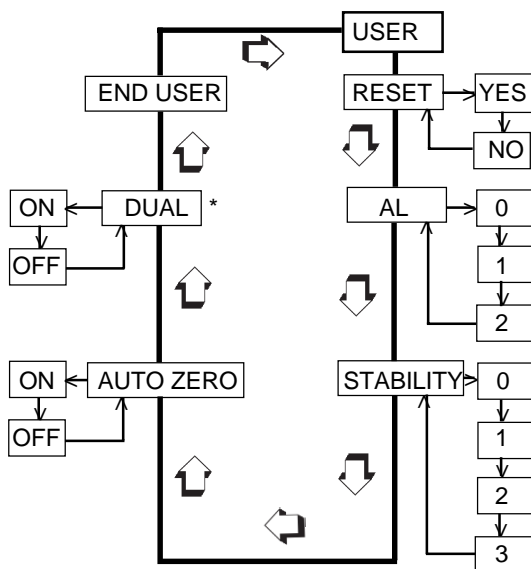 USER
END USER
RESET
YES
NO
ON
DUAL *
AL
0
OFF
1
2
ON
AUTO ZERO
STABILITY
0
OFF
1
2
3